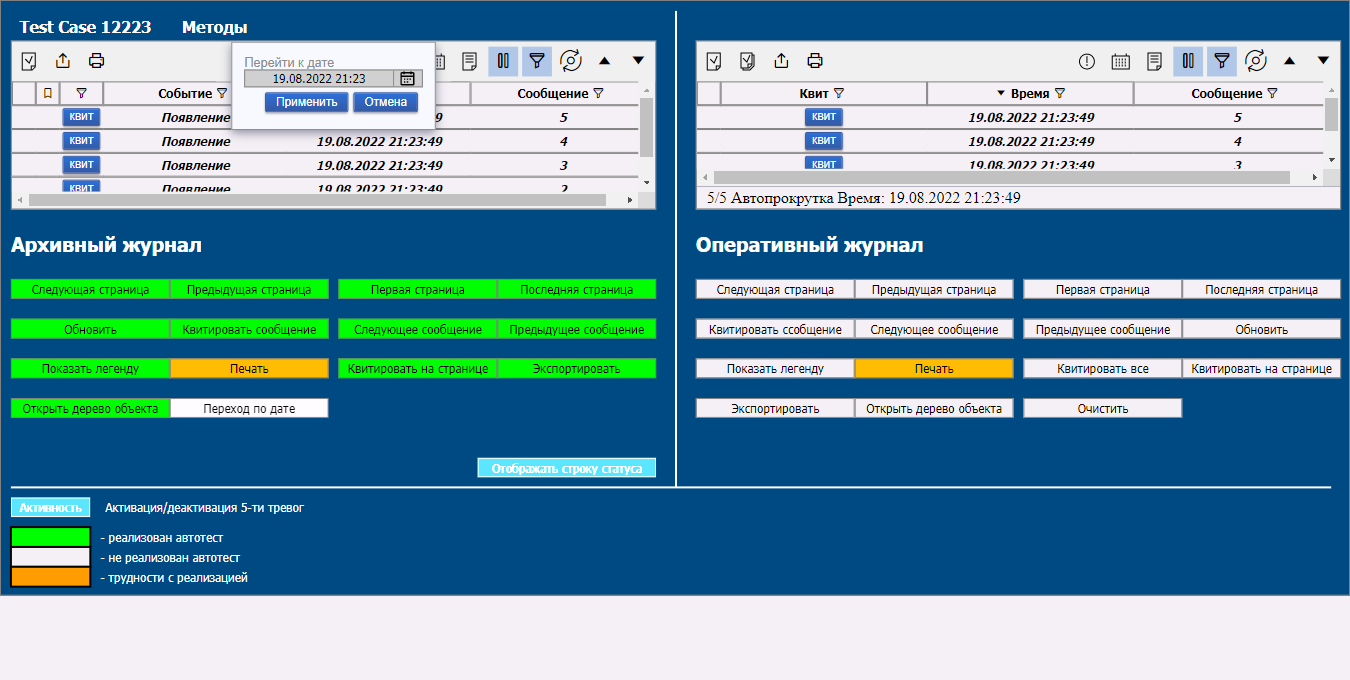 Test Case 12223 Методы
Перейти к дате
19.08.2022 21:23
Применить Отмена
Событие Сообщение
КВИТ Появление 49 5
КВИТ Появление 19.08.2022 21:23:49 4
КВИТ Появление 19.08.2022 21:23:49 3
КВИТ Появление 19.08.2022 21:23:49 2
Квит Время Сообщение
КВИТ 19.08.2022 21:23:49 5
КВИТ 19.08.2022 21:23:49 4
КВИТ 19.08.2022 21:23:49 3
5/5 Автопрокрутка Время: 19.08.2022 21:23:49
Архивный журнал
Следующая страница Предыдущая страница Первая страница Последняя страница
Обновить Квитировать сообщение Следующее сообщение Предыдущее сообщение
Показать легенду Печать Квитировать на странице Экспортировать
Открыть дерево объекта Переход по дате
Отображать строку статуса
Оперативный журнал
Следующая страница Предыдущая страница Первая страница Последняя страница
Квитировать ссобщение Следующее сообщение Предыдущее сообщение Обновить
Показать легенду Печать Квитировать все Квитировать на странице
Экспортировать Открыть дерево объекта Очистить
Активность Активация/деактивация 5-ти тревог
- реализован автотест
- не реализован автотест
- трудности с реализацией